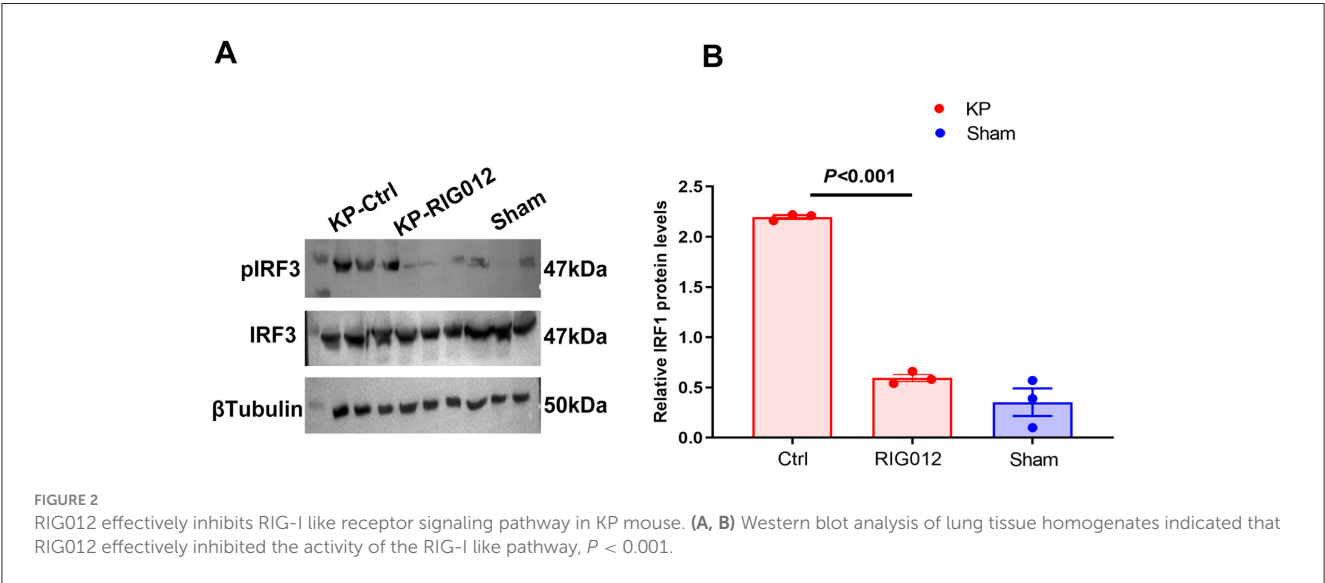 A
KP-Ctrl
KP-RIG012
Sham
pIRF3
47kDa
IRF3
47kDa
βTubulin
50kDa
B
KP
Sham
P<0.001
Relative IRF1 protein levels
2.5
2.0
1.5
1.0
0.5
0.0
Ctrl
RIG012
Sham
FIGURE 2
RIG012 effectively inhibits RIG-I like receptor signaling pathway in KP mouse. (A, B) Western blot analysis of lung tissue homogenates indicated that
RIG012 effectively inhibited the activity of the RIG-I like pathway, P < 0.001.